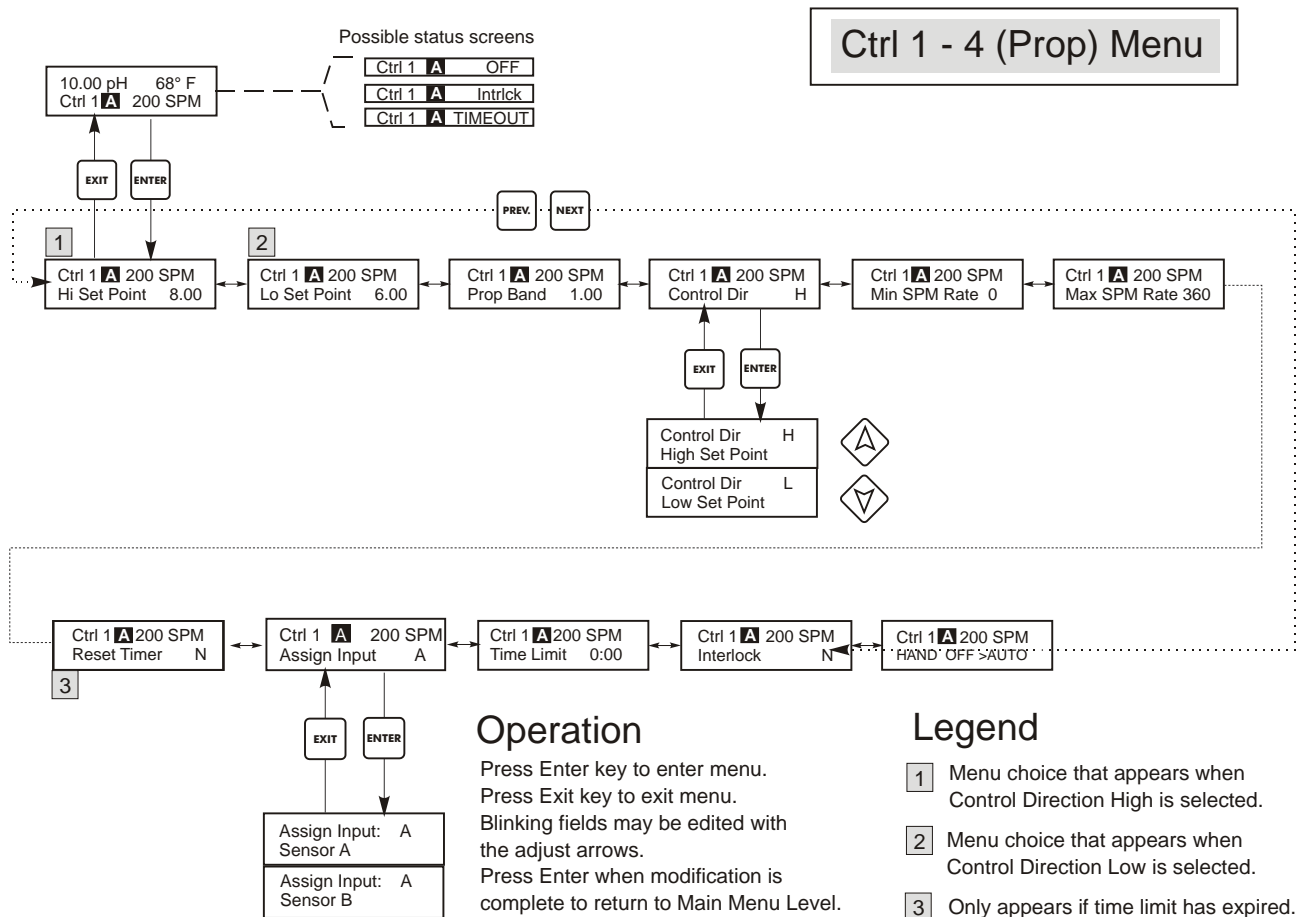 Ctrl 1 - 4 (Prop) Menu
Possible status screens
Ctrl 1 A OFF
Ctrl 1 A Intrlck
Ctrl 1 A TIMEOUT
10.00 pH 68° F
Ctrl 1 A 200 SPM
EXIT
ENTER
PREV.
NEXT
1
2
Ctrl 1 A 200 SPM
Hi Set Point 8.00
Ctrl 1 A 200 SPM
Lo Set Point 6.00
Ctrl 1 A 200 SPM
Prop Band 1.00
Ctrl 1 A 200 SPM
Control Dir H
Ctrl 1 A 200 SPM
Min SPM Rate 0
Ctrl 1 A 200 SPM
Max SPM Rate 360
EXIT
ENTER
Control Dir H
High Set Point
Control Dir L
Low Set Point
Ctrl 1 A 200 SPM
Reset Timer N
3
Ctrl 1 A 200 SPM
Assign Input A
Ctrl 1 A 200 SPM
Time Limit 0:00
Ctrl 1 A 200 SPM
Interlock N
Ctrl 1 A 200 SPM
HAND OFF >AUTO
EXIT
ENTER
Assign Input: A
Sensor A
Assign Input: A
Sensor B
Operation
Press Enter key to enter menu.
Press Exit key to exit menu.
Blinking fields may be edited with
the adjust arrows.
Press Enter when modification is
complete to return to Main Menu Level.
Legend
1 Menu choice that appears when
Control Direction High is selected.
2 Menu choice that appears when
Control Direction Low is selected.
3 Only appears if time limit has expired.